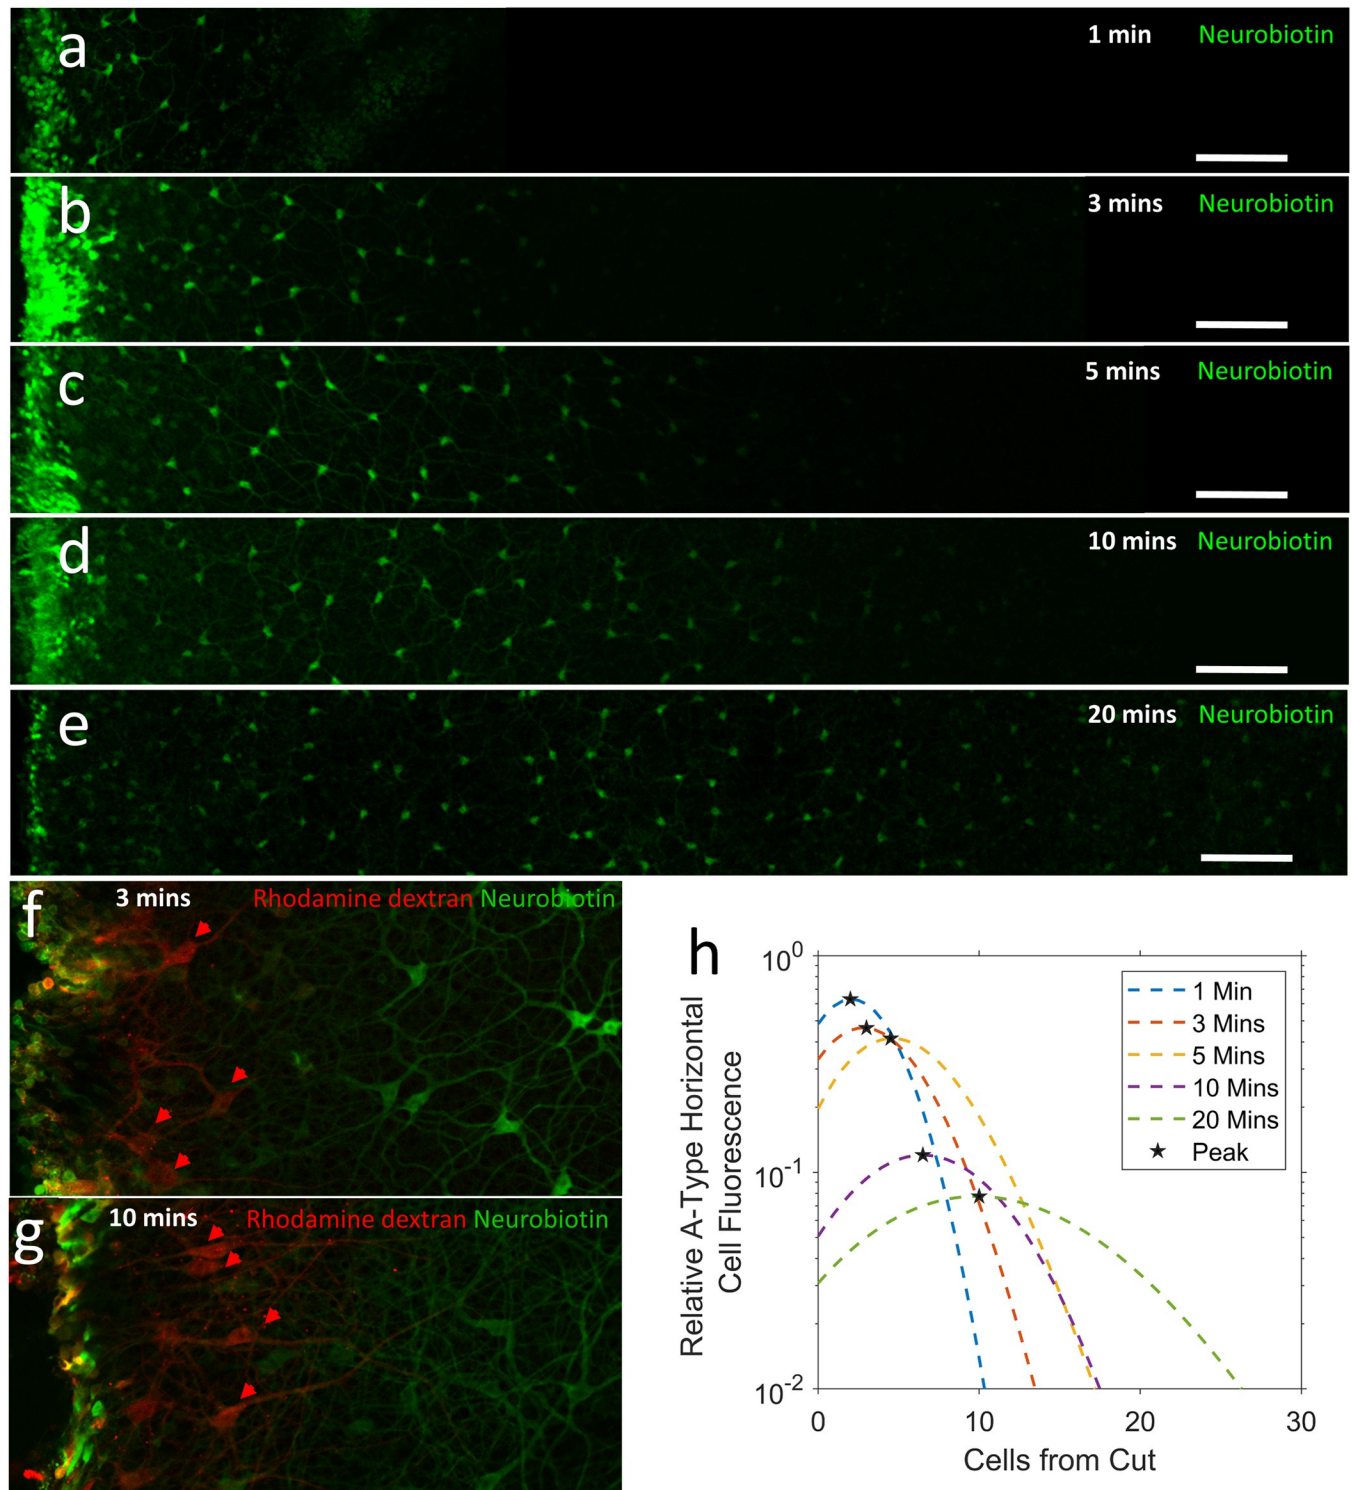 a 1 min Neurobiotin
b 3 mins Neurobiotin
c 5 mins Neurobiotin
d 10 mins Neurobiotin
e 20 mins Neurobiotin
f 3 mins Rhodamine dextran Neurobiotin
g 10 mins Rhodamine dextran Neurobiotin
h
Relative A-Type Horizontal
Cell Fluorescence
10^0
10^-1
10^-2
1 Min
3 Mins
5 Mins
10 Mins
20 Mins
Peak
0 10 20 30
Cells from Cut